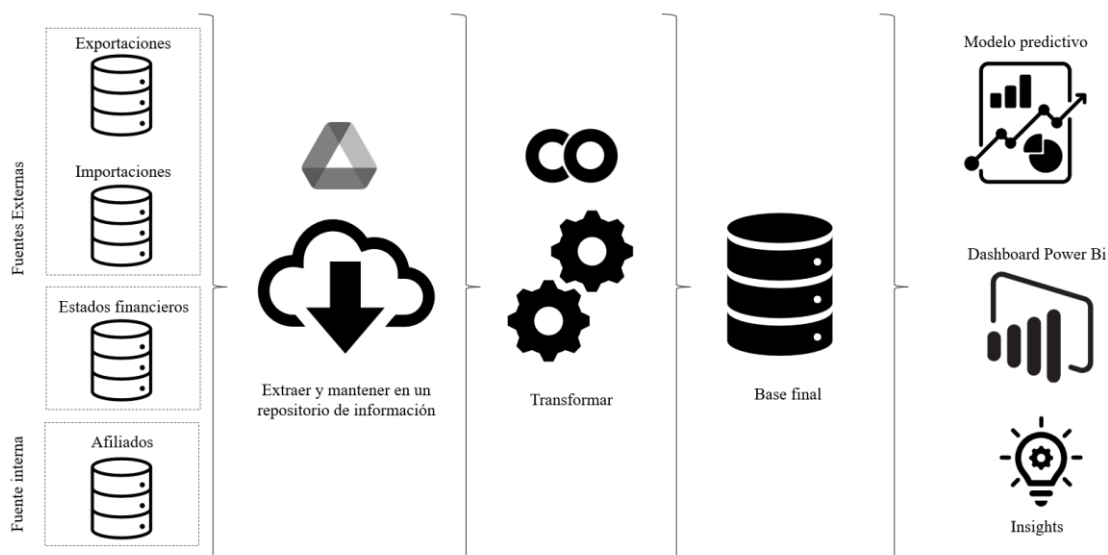 Fuentes Externas
Exportaciones
Importaciones
Estados financieros
Fuente interna
Afiliados
Extraer y mantener en un
repositorio de información
Transformar
Base final
Modelo predictivo
Dashboard Power Bi
Insights